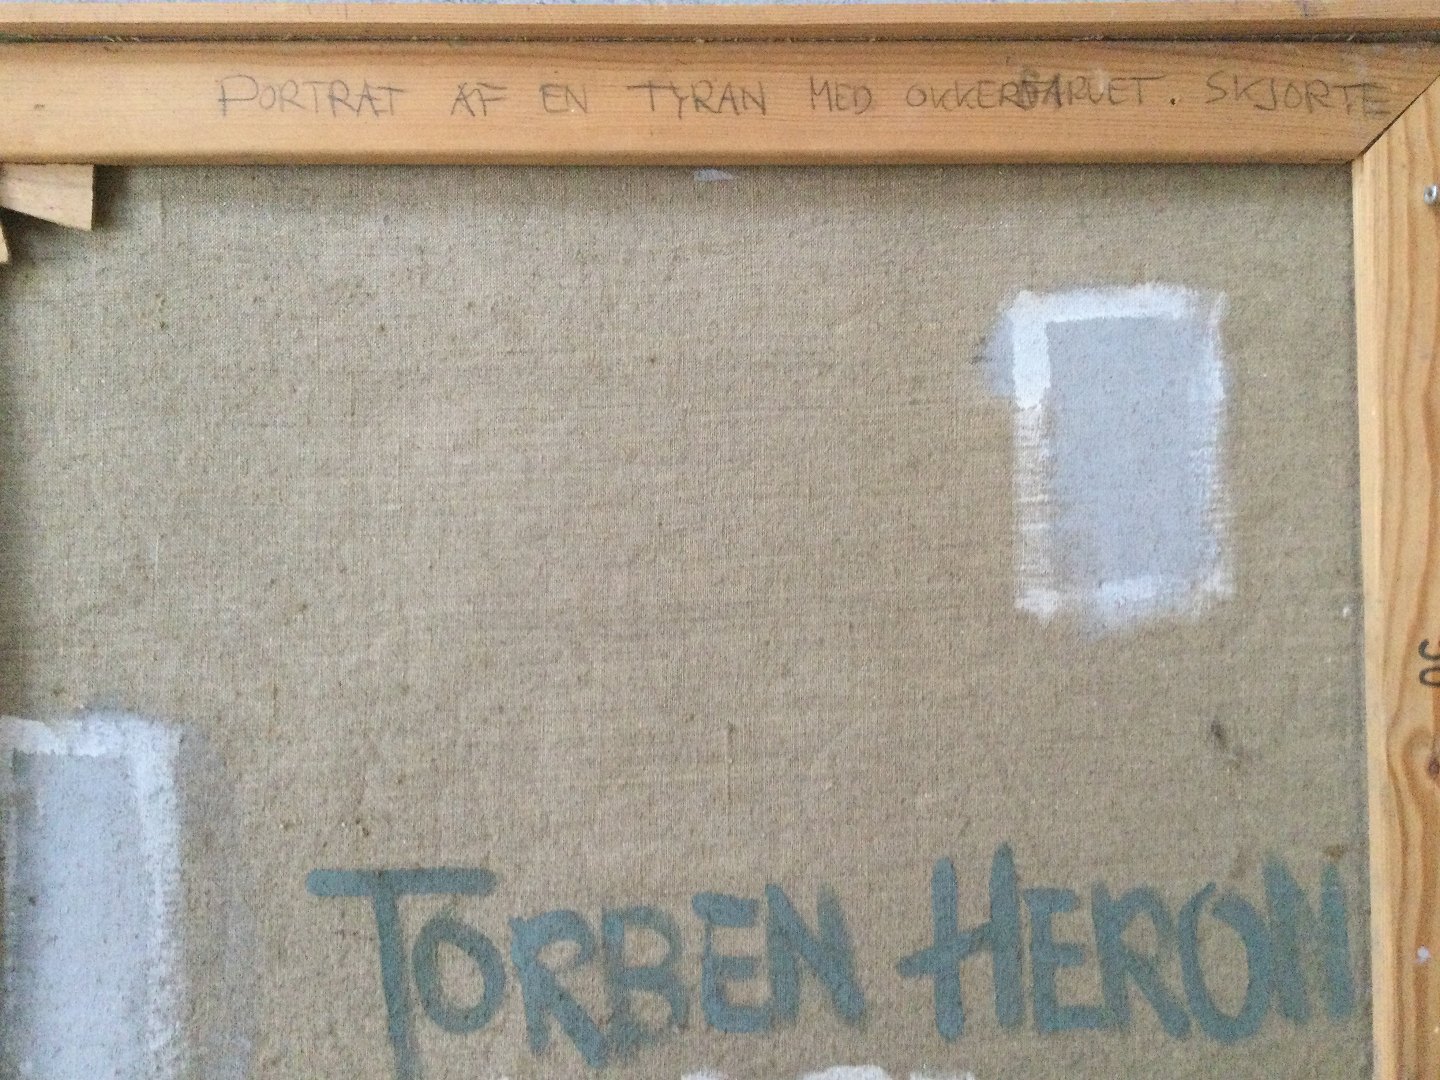 PORTRÆT AF EN TYRAN MED OKKERFARVET. SKJORTE
TORBEN HERON